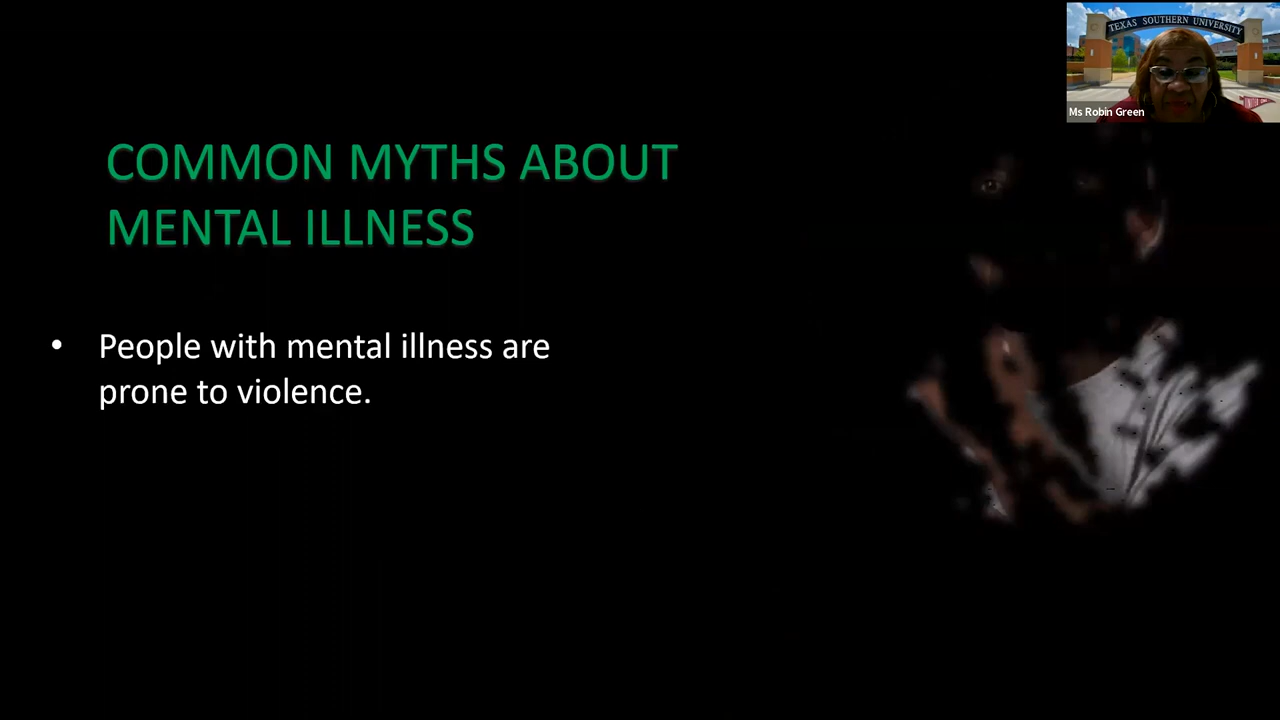 TEXAS SOUTHERN UNIVERSITY
Ms Robin Green
COMMON MYTHS ABOUT
MENTAL ILLNESS
• People with mental illness are
prone to violence.